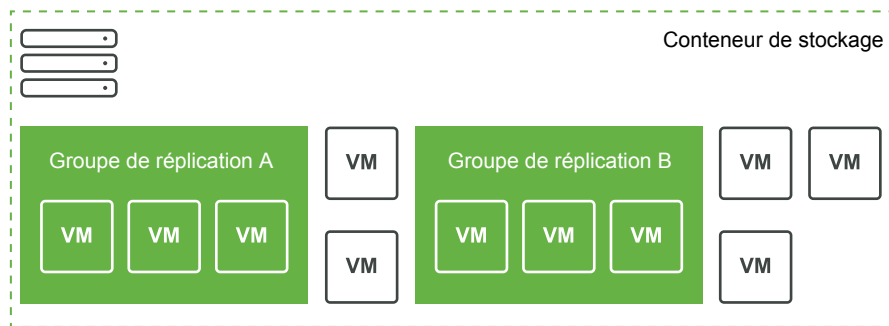 Conteneur de stockage
Groupe de réplication A
VM
Groupe de réplication B
VM
VM
VM
VM
VM
VM
VM
VM
VM
VM